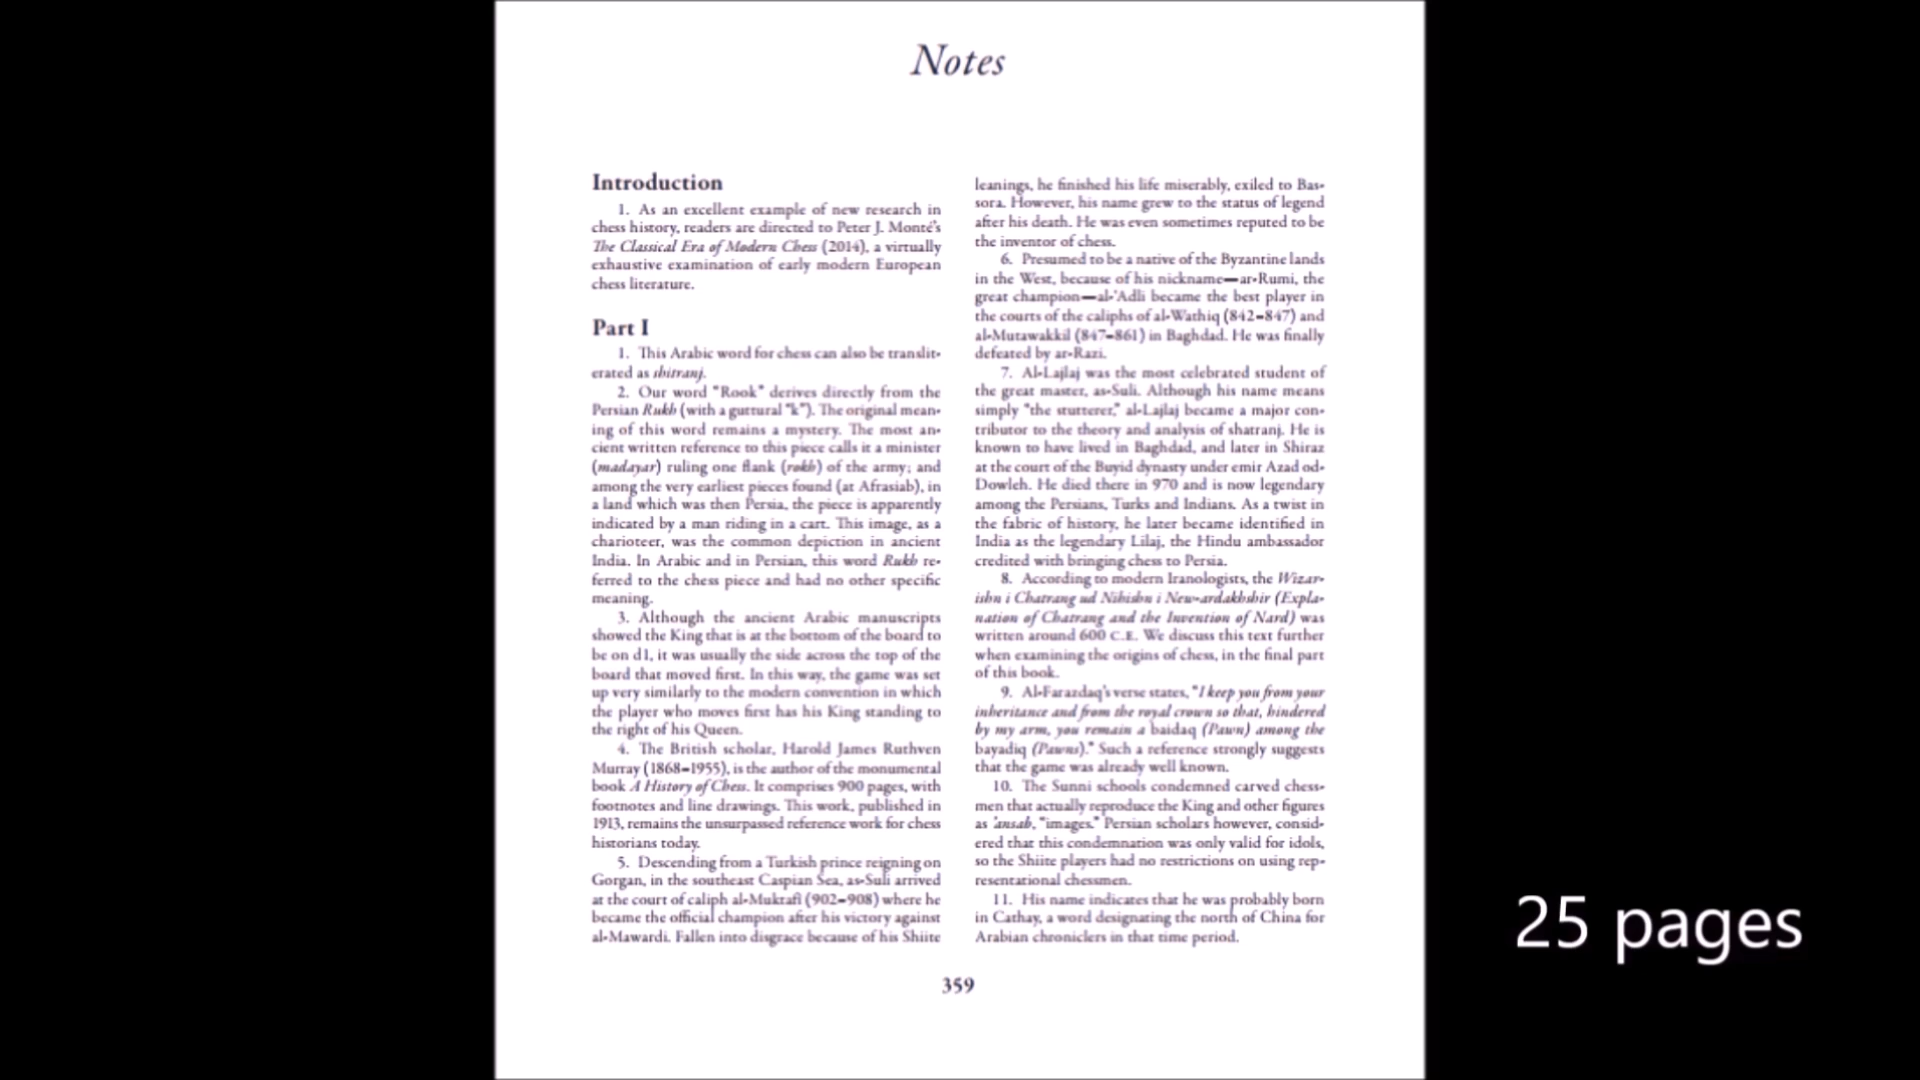 Notes
Introduction
1. As an excellent example of new research in
chess history, readers are directed to Peter J. Monté's
The Classical Era of Modern Chess (2014), a virtually
exhaustive examination of early modern European
chess literature.
Part I
1. This Arabic word for chess can also be translit-
erated as shitranj.
2. Our word "Rook" derives directly from the
Persian Rukh (with a guttural "k"). The original mean-
ing of this word remains a mystery. The most an-
cient written reference to this piece calls it a minister
(madayar) ruling one flank (rokh) of the army; and
among the very earliest pieces found (at Afrasiab), in
a land which was then Persia, the piece is apparently
indicated by a man riding in a cart. This image, as a
charioteer, was the common depiction in ancient
India. In Arabic and in Persian, this word Rukh re-
ferred to the chess piece and had no other specific
meaning.
3. Although the ancient Arabic manuscripts
showed the King that is at the bottom of the board to
be on d1, it was usually the side across the top of the
board that moved first. In this way, the game was set
up very similarly to the modern convention in which
the player who moves first has his King standing to
the right of his Queen.
4. The British scholar, Harold James Ruthven
Murray (1868–1955), is the author of the monumental
book A History of Chess. It comprises 900 pages, with
footnotes and line drawings. This work, published in
1913, remains the unsurpassed reference work for chess
historians today.
5. Descending from a Turkish prince reigning on
Gorgan, in the southeast Caspian Sea, as-Suli arrived
at the court of caliph al-Muktafi (902–908) where he
became the official champion after his victory against
al-Mawardi. Fallen into disgrace because of his Shiite
leanings, he finished his life miserably, exiled to Bas-
sora. However, his name grew to the status of legend
after his death. He was even sometimes reputed to be
the inventor of chess.
6. Presumed to be a native of the Byzantine lands
in the West, because of his nickname—ar-Rumi, the
great champion—al-'Adli became the best player in
the courts of the caliphs of al-Wathiq (842–847) and
al-Mutawakkil (847–861) in Baghdad. He was finally
defeated by ar-Razi.
7. Al-Lajlaj was the most celebrated student of
the great master, as-Suli. Although his name means
simply "the stutterer," al-Lajlaj became a major con-
tributor to the theory and analysis of shatranj. He is
known to have lived in Baghdad, and later in Shiraz
at the court of the Buyid dynasty under emir Azad od-
Dowleh. He died there in 970 and is now legendary
among the Persians, Turks and Indians. As a twist in
the fabric of history, he later became identified in
India as the legendary Lilaj, the Hindu ambassador
credited with bringing chess to Persia.
8. According to modern Iranologists, the Wizar-
ishn i Chatrang ud Nihishn i New-ardakhshir (Expla-
nation of Chatrang and the Invention of Nard) was
written around 600 C.E. We discuss this text further
when examining the origins of chess, in the final part
of this book.
9. Al-Farazdaq's verse states, "I keep you from your
inheritance and from the royal crown so that, hindered
by my arm, you remain a baidaq (Pawn) among the
bayadiq (Pawns)." Such a reference strongly suggests
that the game was already well known.
10. The Sunni schools condemned carved chess-
men that actually reproduce the King and other figures
as 'ansab, "images." Persian scholars however, consid-
ered that this condemnation was only valid for idols,
so the Shiite players had no restrictions on using rep-
resentational chessmen.
11. His name indicates that he was probably born
in Cathay, a word designating the north of China for
Arabian chroniclers in that time period.
359
25 pages